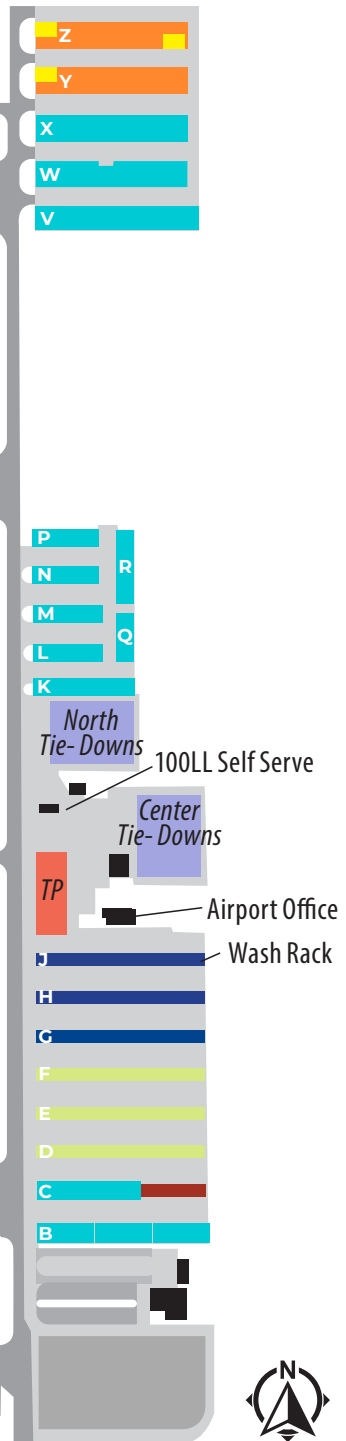 Z
Y
X
W
V
P
R
N
M
Q
L
K
North
Tie- Downs
100LL Self Serve
Center
Tie- Downs
TP
Airport Office
Wash Rack
J
H
G
F
E
D
C
B
N